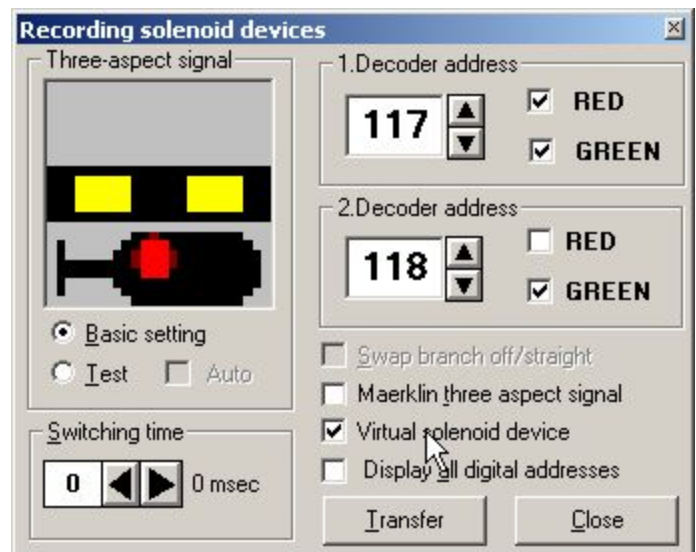 Recording solenoid devices
Three-aspect signal
Basic setting
Test Auto
Switching time
0 0 msec
1.Decoder address
117 RED
GREEN
2.Decoder address
118 RED
GREEN
Swap branch off/straight
Maerklin three aspect signal
Virtual solenoid device
Display all digital addresses
Transfer Close